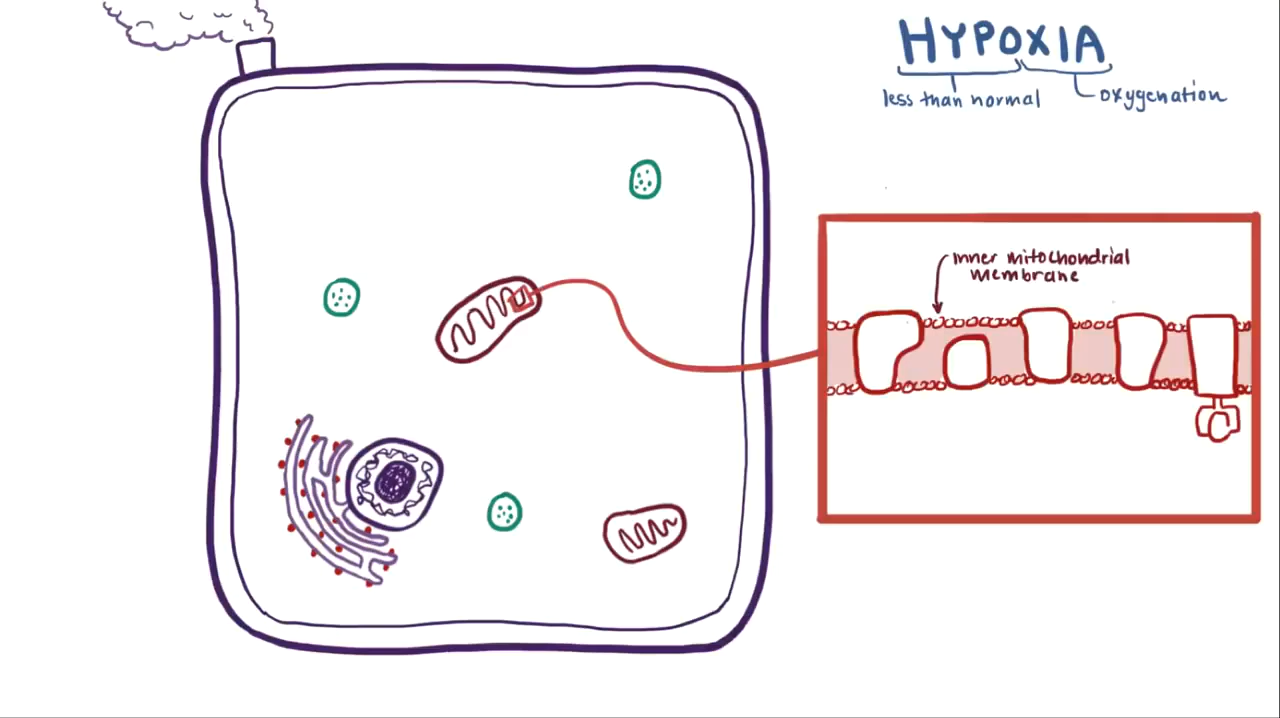 HYPOXIA
less than normal
oxygenation
inner mitochondrial
membrane